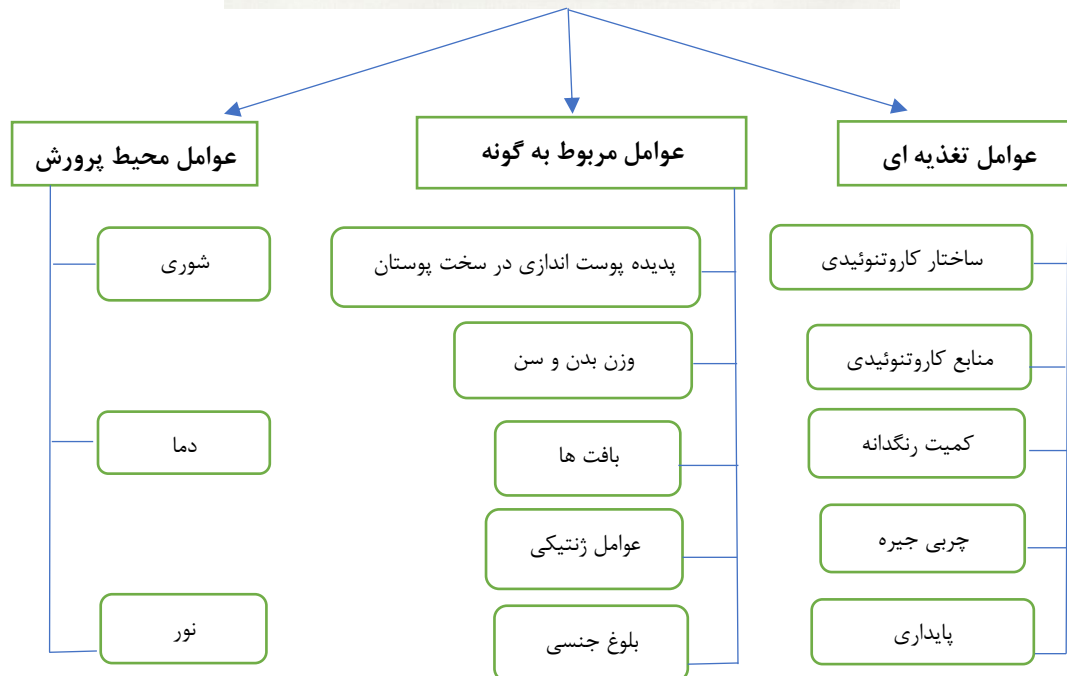 عوامل تغذیه ای
ساختار کاروتنوئیدی
منابع کاروتنوئیدی
کمیت رنگدانه
چربی جیره
پایداری
عوامل مربوط به گونه
پدیده پوست اندازی در سخت پوستان
وزن بدن و سن
بافت ها
عوامل ژنتیکی
بلوغ جنسی
عوامل محیط پرورش
شوری
دما
نور